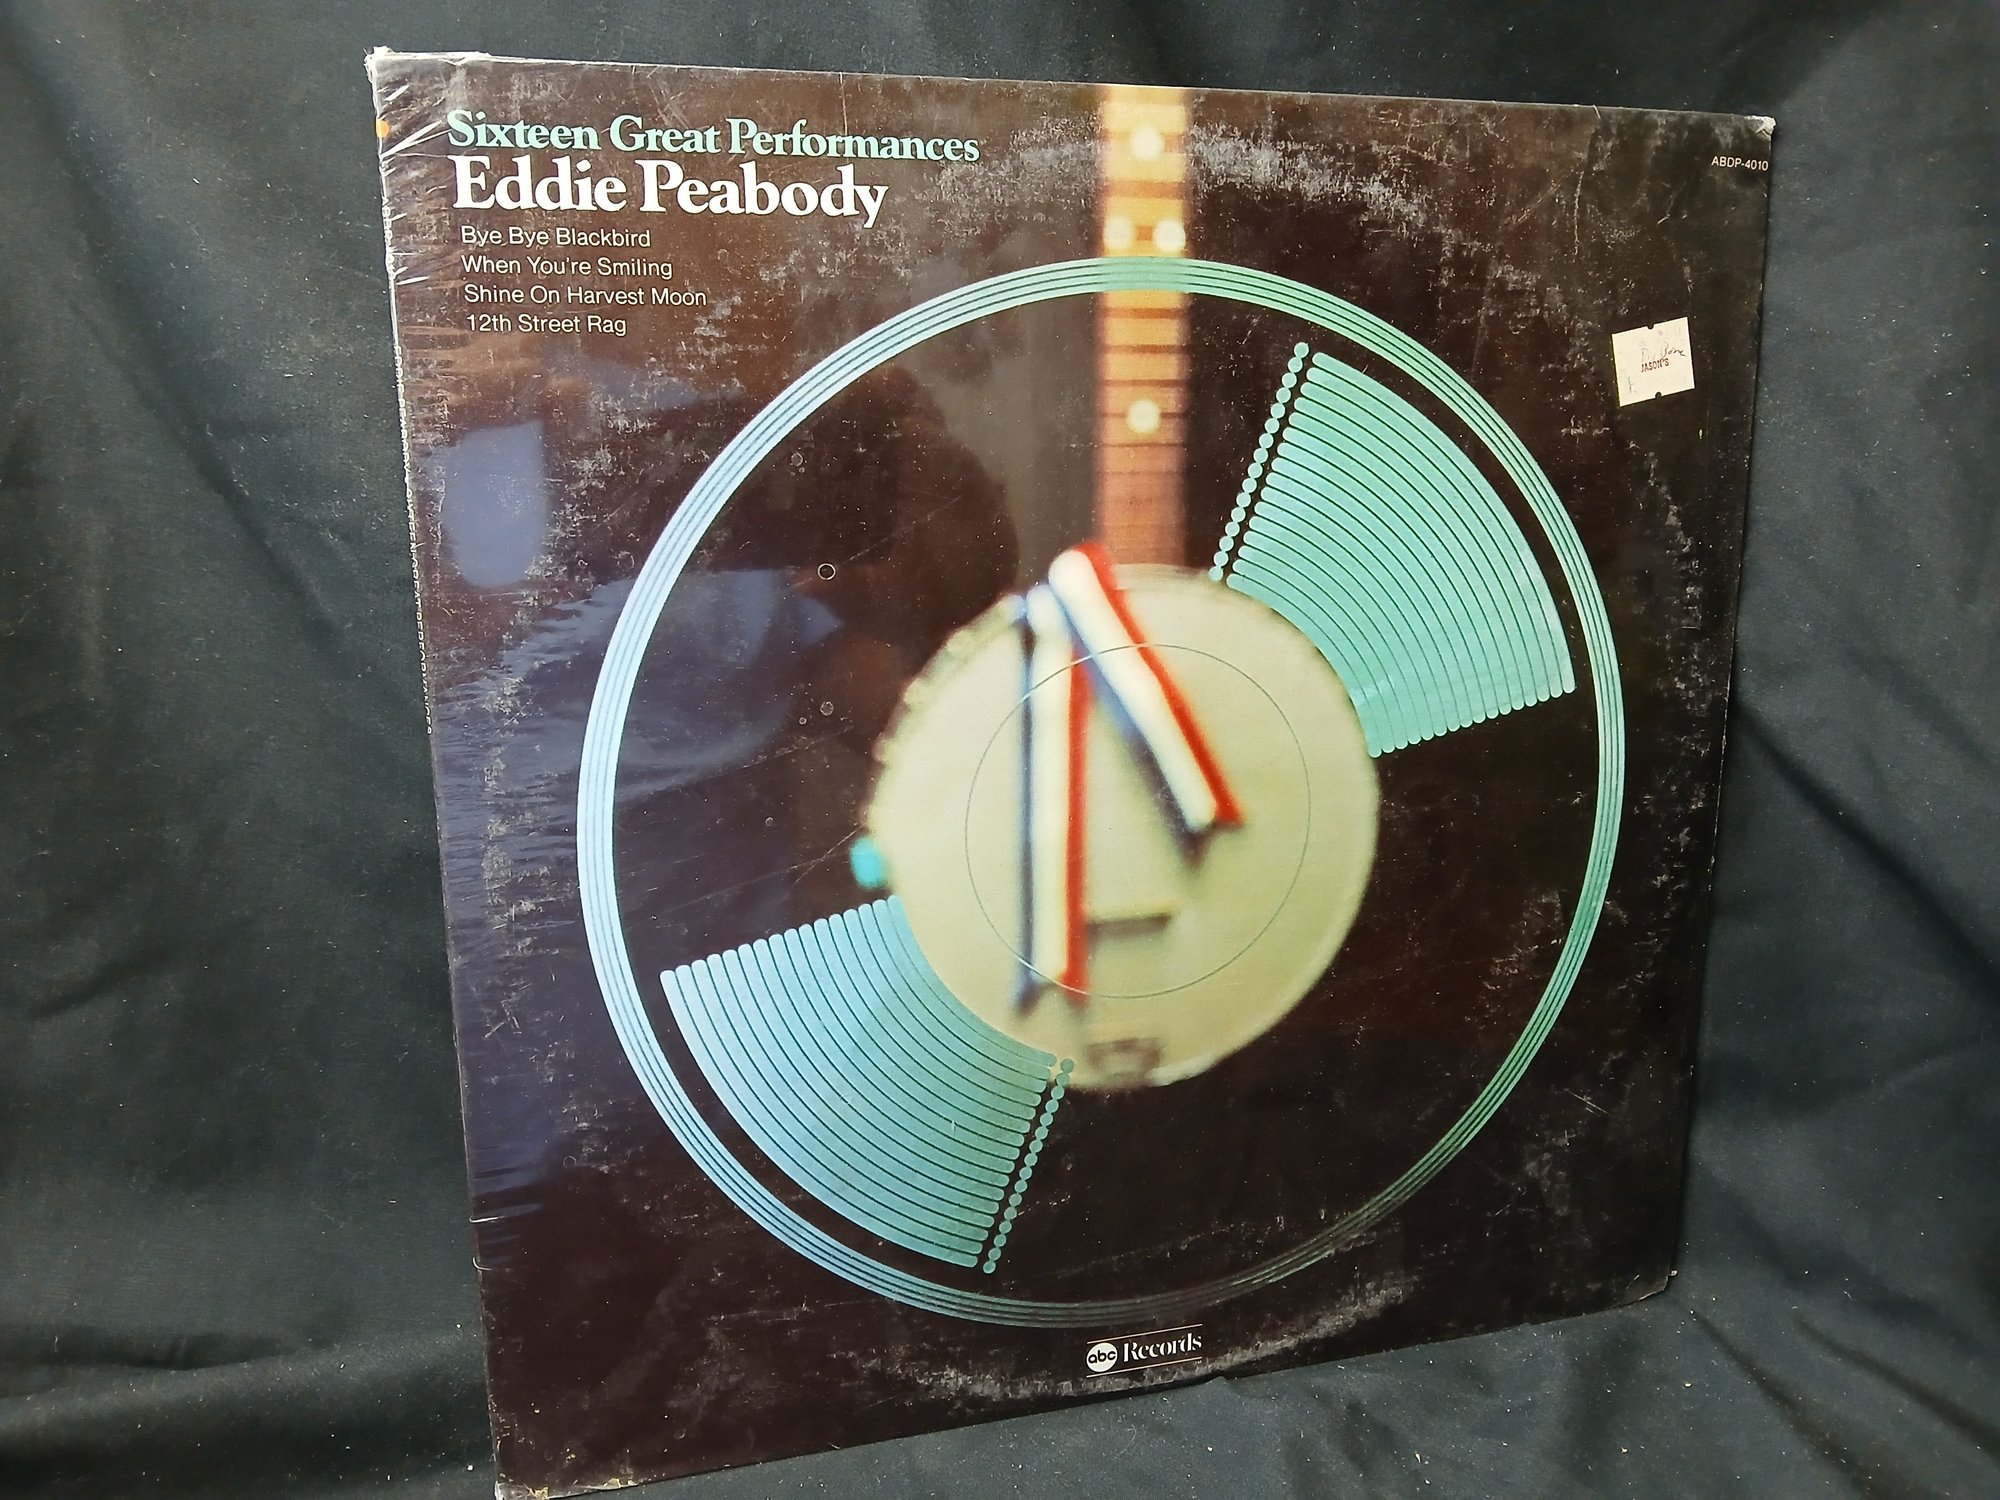 Sixteen Great Performances
Eddie Peabody
Bye Bye Blackbird
When You're Smiling
Shine On Harvest Moon
12th Street Rag
ABDP-4010
JASON'S
abc Records